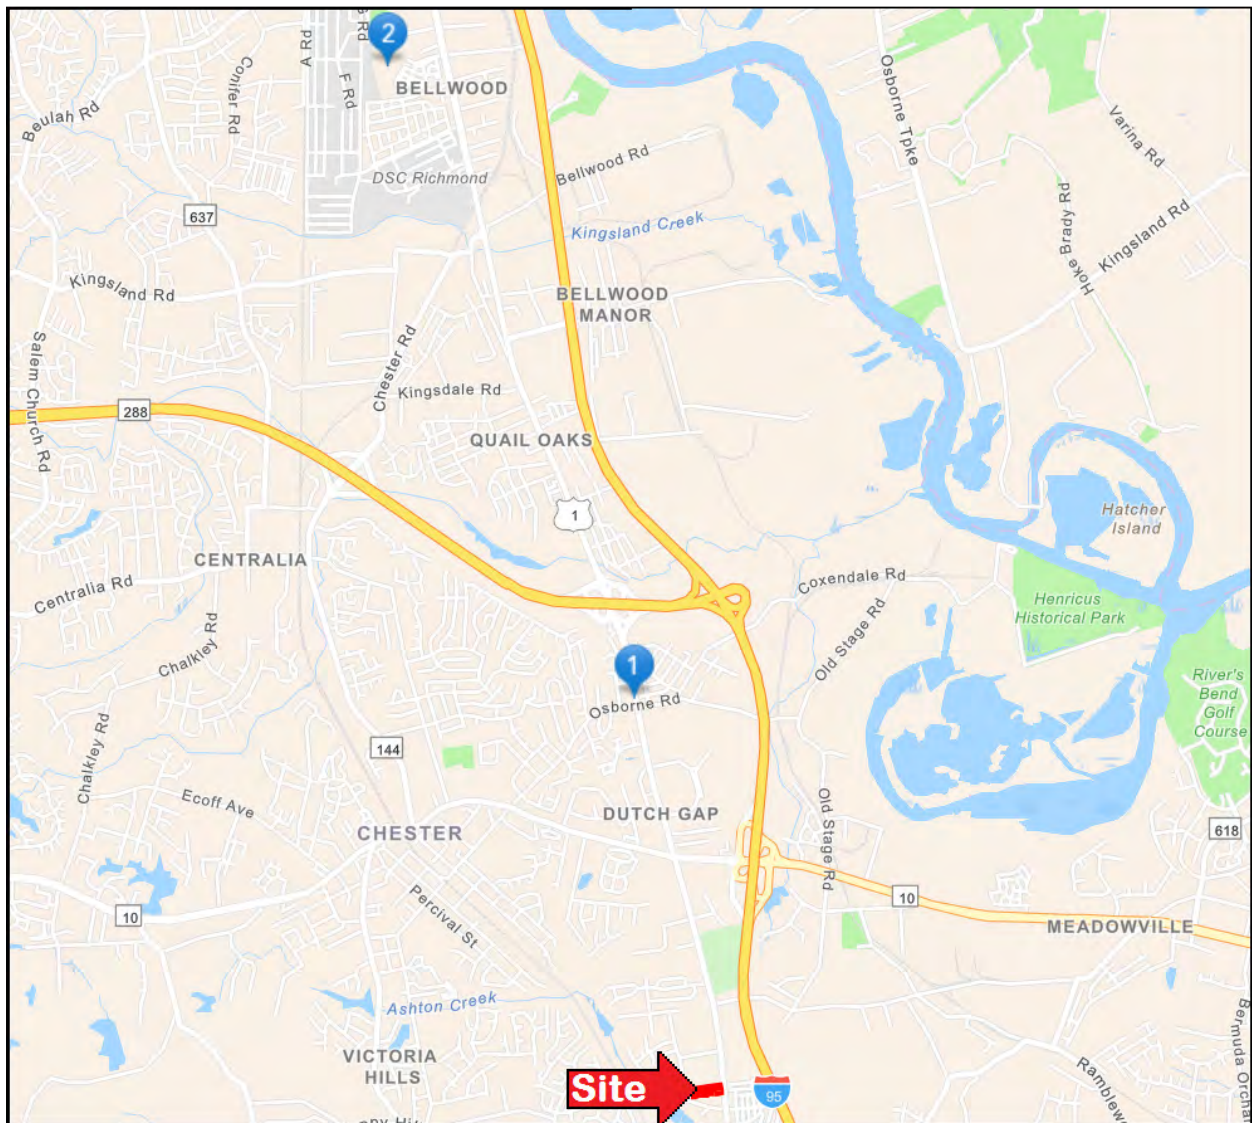 2
BELLWOOD
A Rd
F Rd
Conifer Rd
Beulah Rd
DSC Richmond
637
Bellwood Rd
Osborne Tpke
Varina Rd
Hoke Brady Rd
Kingsland Rd
Kingsland Creek
Kingsland Rd
BELLWOOD
MANOR
Salem Church Rd
Chester Rd
Kingsdale Rd
288
QUAIL OAKS
1
Hatcher
Island
CENTRALIA
Centralia Rd
Chalkley Rd
Coxendale Rd
Old Stage Rd
Henricus
Historical Park
1
Osborne Rd
River's
Bend
Golf
Course
144
Chalkley Rd
Ecoff Ave
CHESTER
DUTCH GAP
Old Stage Rd
618
10
Percival St
10
MEADOWVILLE
Ashton Creek
VICTORIA
HILLS
Site
95